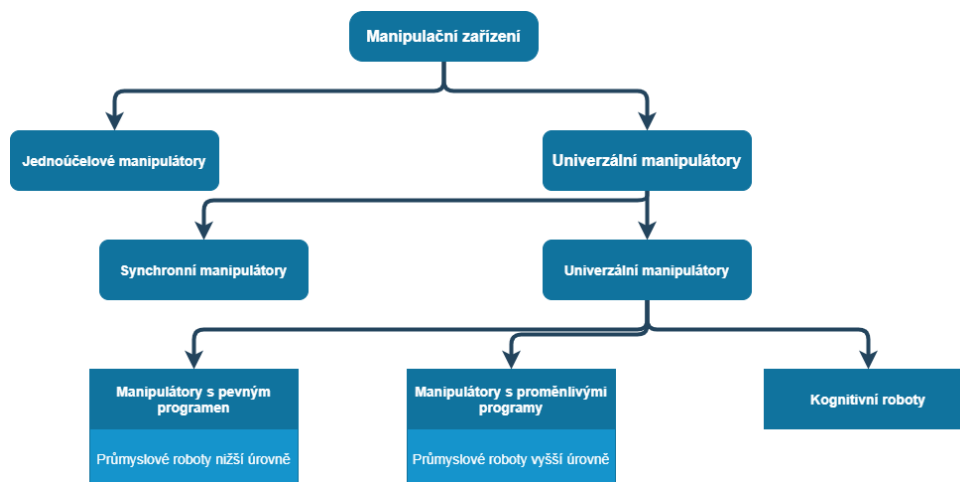 Manipulační zařízení
Jednoúčelové manipulátory
Univerzální manipulátory
Synchronní manipulátory
Univerzální manipulátory
Manipulátory s pevným
programen
Průmyslové roboty nižší úrovně
Manipulátory s proměnlivými
programy
Průmyslové roboty vyšší úrovně
Kognitivní roboty